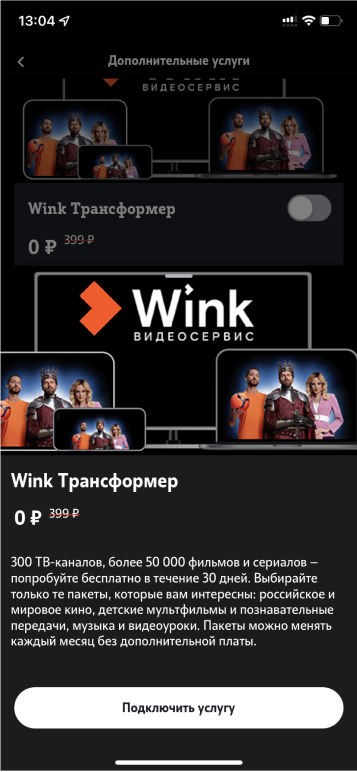 13:04
Дополнительные услуги
ВИДЕОСЕРВИС
Wink Трансформер
0 ₽ 399 ₽
Wink
ВИДЕОСЕРВИС
Wink Трансформер
0 ₽ 399 ₽
300 ТВ-каналов, более 50 000 фильмов и сериалов –
попробуйте бесплатно в течение 30 дней. Выбирайте
только те пакеты, которые вам интересны: российское и
мировое кино, детские мультфильмы и познавательные
передачи, музыка и видеоуроки. Пакеты можно менять
каждый месяц без дополнительной платы.
Подключить услугу